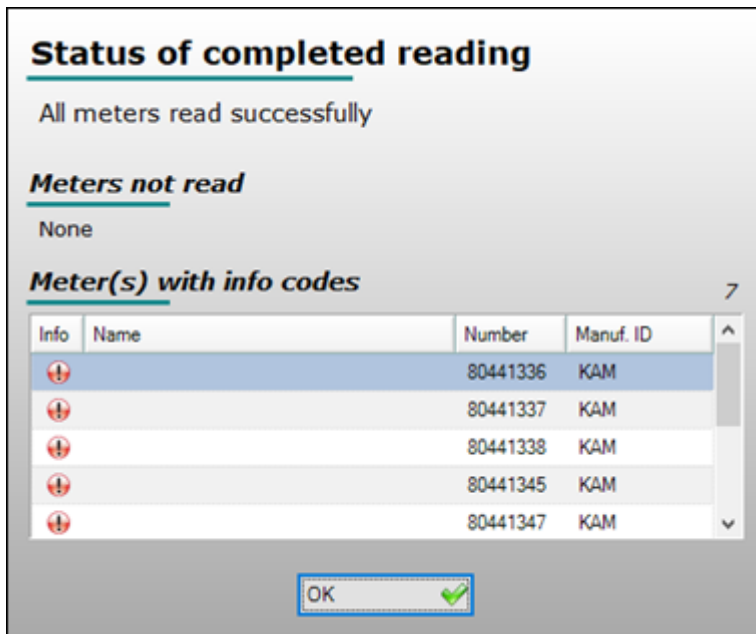 Status of completed reading
All meters read successfully
Meters not read
None
Meter(s) with info codes 7
Info Name Number Manuf. ID
80441336 KAM
80441337 KAM
80441338 KAM
80441345 KAM
80441347 KAM
OK